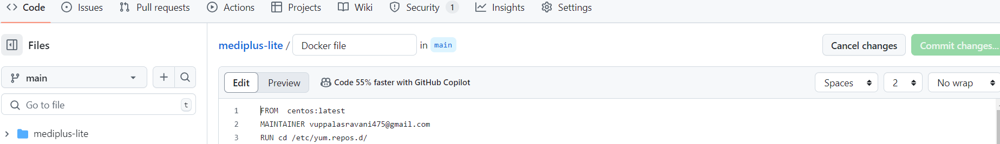 Code Issues Pull requests Actions Projects Wiki Security 1 Insights Settings
Files
mediplus-lite / Docker file in main
Cancel changes Commit changes...
main
Edit Preview Code 55% faster with GitHub Copilot Spaces 2 No wrap
Go to file t
mediplus-lite
1 FROM  centos:latest
2 MAINTAINER vuppalasravani475@gmail.com
3 RUN cd /etc/yum.repos.d/